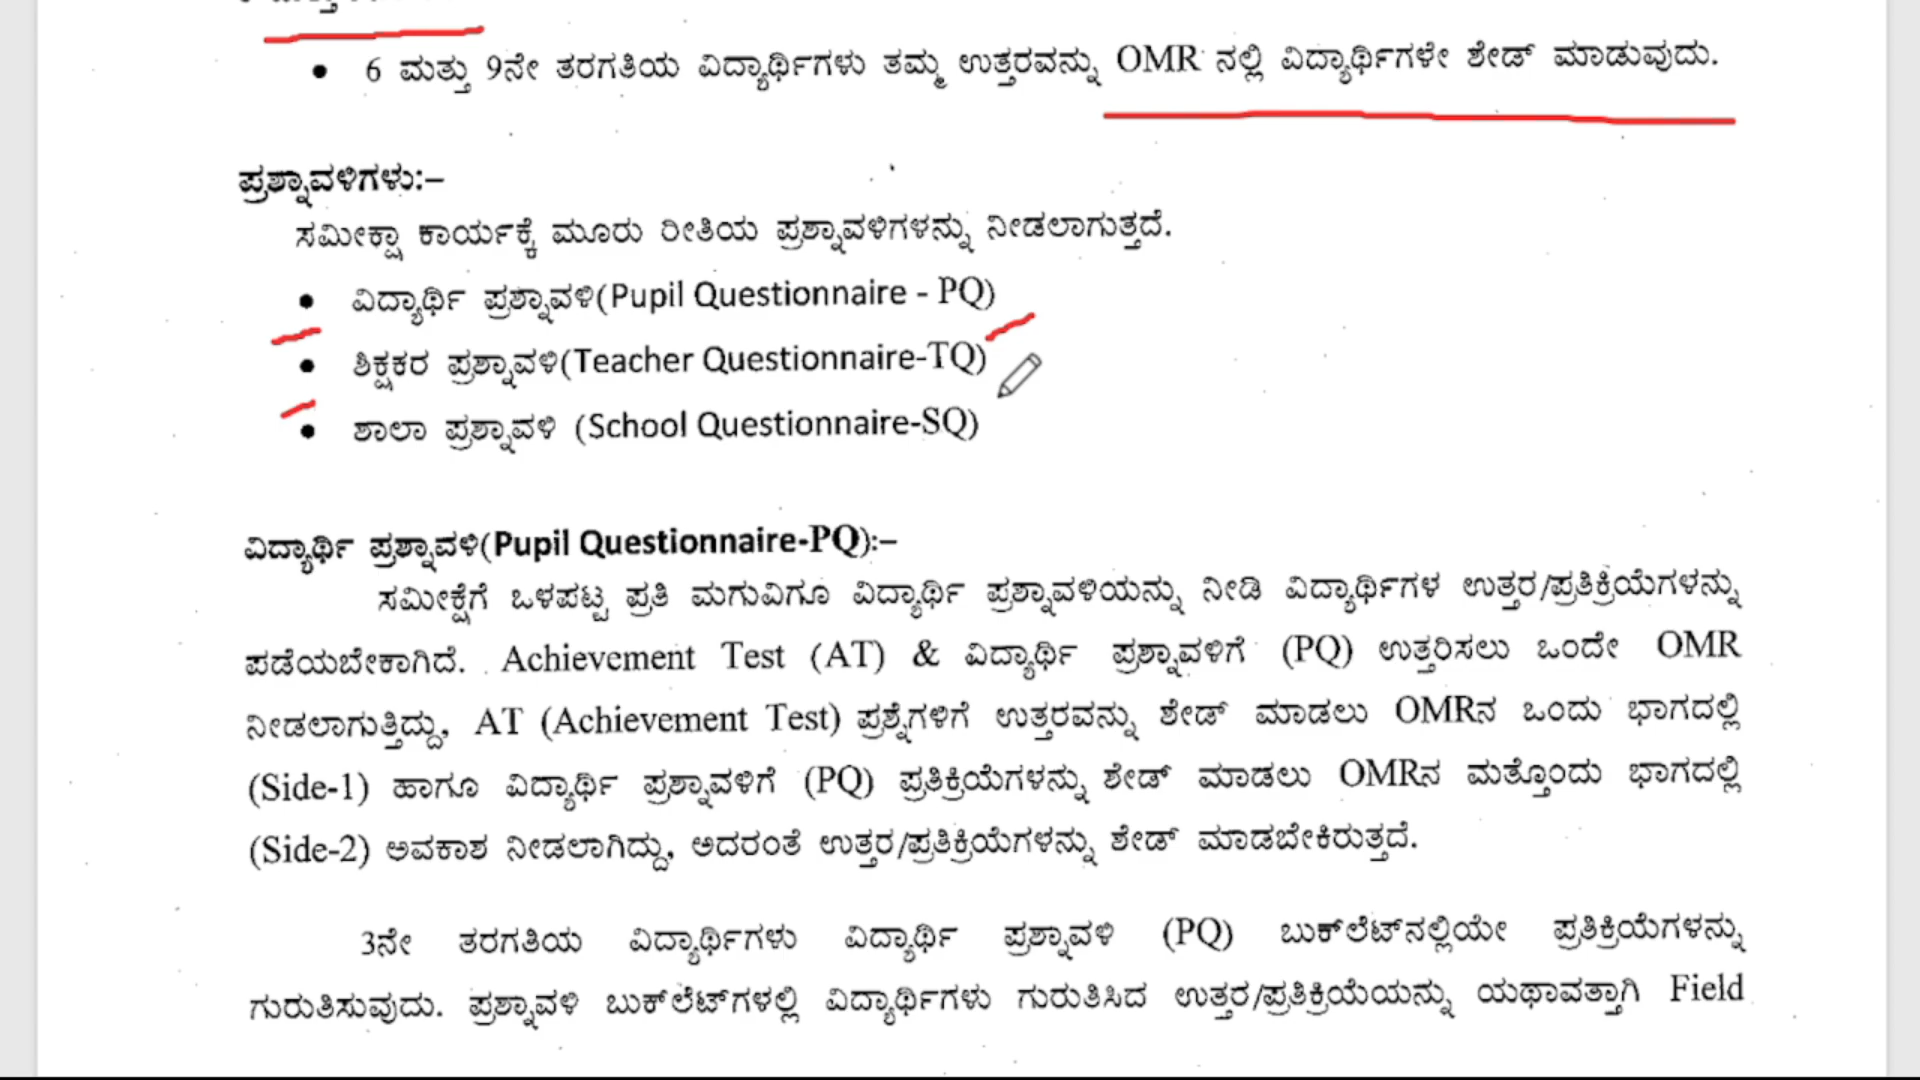 • 6 ಮತ್ತು 9ನೇ ತರಗತಿಯ ವಿದ್ಯಾರ್ಥಿಗಳು ತಮ್ಮ ಉತ್ತರವನ್ನು OMR ನಲ್ಲಿ ವಿದ್ಯಾರ್ಥಿಗಳೇ ಶೇಡ್ ಮಾಡುವುದು.
ಪ್ರಶ್ನಾವಳಿಗಳು:–
ಸಮೀಕ್ಷಾ ಕಾರ್ಯಕ್ಕೆ ಮೂರು ರೀತಿಯ ಪ್ರಶ್ನಾವಳಿಗಳನ್ನು ನೀಡಲಾಗುತ್ತದೆ.
• ವಿದ್ಯಾರ್ಥಿ ಪ್ರಶ್ನಾವಳಿ(Pupil Questionnaire - PQ)
• ಶಿಕ್ಷಕರ ಪ್ರಶ್ನಾವಳಿ(Teacher Questionnaire-TQ)
• ಶಾಲಾ ಪ್ರಶ್ನಾವಳಿ (School Questionnaire-SQ)
ವಿದ್ಯಾರ್ಥಿ ಪ್ರಶ್ನಾವಳಿ(Pupil Questionnaire-PQ):–
ಸಮೀಕ್ಷೆಗೆ ಒಳಪಟ್ಟ ಪ್ರತಿ ಮಗುವಿಗೂ ವಿದ್ಯಾರ್ಥಿ ಪ್ರಶ್ನಾವಳಿಯನ್ನು ನೀಡಿ ವಿದ್ಯಾರ್ಥಿಗಳ ಉತ್ತರ/ಪ್ರತಿಕ್ರಿಯೆಗಳನ್ನು
ಪಡೆಯಬೇಕಾಗಿದೆ. Achievement Test (AT) & ವಿದ್ಯಾರ್ಥಿ ಪ್ರಶ್ನಾವಳಿಗೆ (PQ) ಉತ್ತರಿಸಲು ಒಂದೇ OMR
ನೀಡಲಾಗುತ್ತಿದ್ದು, AT (Achievement Test) ಪ್ರಶ್ನೆಗಳಿಗೆ ಉತ್ತರವನ್ನು ಶೇಡ್ ಮಾಡಲು OMRನ ಒಂದು ಭಾಗದಲ್ಲಿ
(Side-1) ಹಾಗೂ ವಿದ್ಯಾರ್ಥಿ ಪ್ರಶ್ನಾವಳಿಗೆ (PQ) ಪ್ರತಿಕ್ರಿಯೆಗಳನ್ನು ಶೇಡ್ ಮಾಡಲು OMRನ ಮತ್ತೊಂದು ಭಾಗದಲ್ಲಿ
(Side-2) ಅವಕಾಶ ನೀಡಲಾಗಿದ್ದು, ಅದರಂತೆ ಉತ್ತರ/ಪ್ರತಿಕ್ರಿಯೆಗಳನ್ನು ಶೇಡ್ ಮಾಡಬೇಕಿರುತ್ತದೆ.
3ನೇ ತರಗತಿಯ ವಿದ್ಯಾರ್ಥಿಗಳು ವಿದ್ಯಾರ್ಥಿ ಪ್ರಶ್ನಾವಳಿ (PQ) ಬುಕ್‌ಲೆಟ್‌ನಲ್ಲಿಯೇ ಪ್ರತಿಕ್ರಿಯೆಗಳನ್ನು
ಗುರುತಿಸುವುದು. ಪ್ರಶ್ನಾವಳಿ ಬುಕ್‌ಲೆಟ್‌ಗಳಲ್ಲಿ ವಿದ್ಯಾರ್ಥಿಗಳು ಗುರುತಿಸಿದ ಉತ್ತರ/ಪ್ರತಿಕ್ರಿಯೆಯನ್ನು ಯಥಾವತ್ತಾಗಿ Field